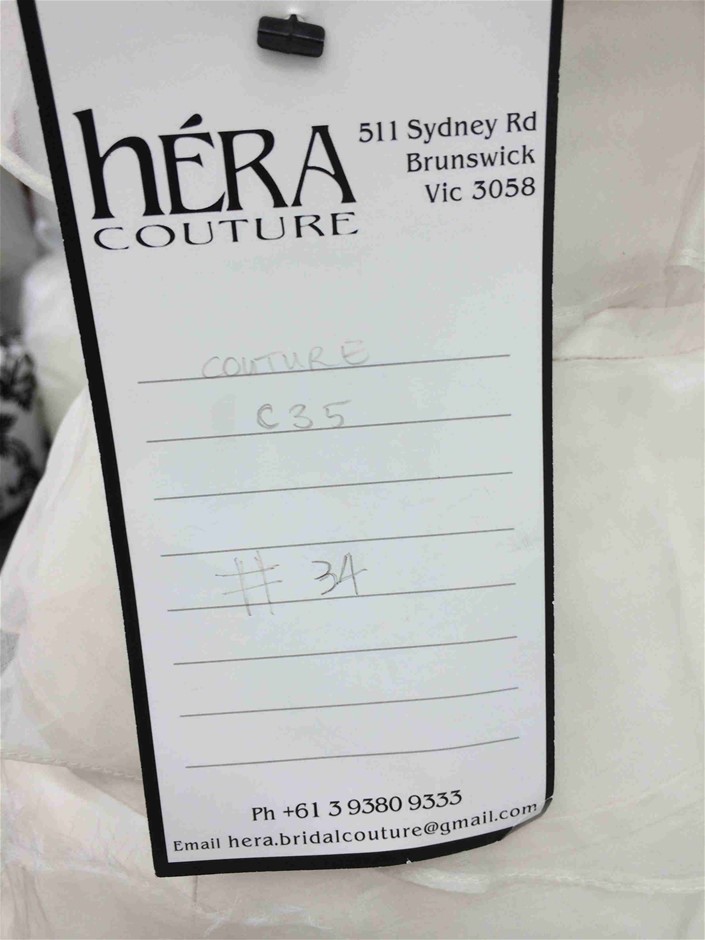 hÉRA
COUTURE
511 Sydney Rd
Brunswick
Vic 3058
COUTURE
C35
# 34
Ph +61 3 9380 9333
Email hera.bridalcouture@gmail.com